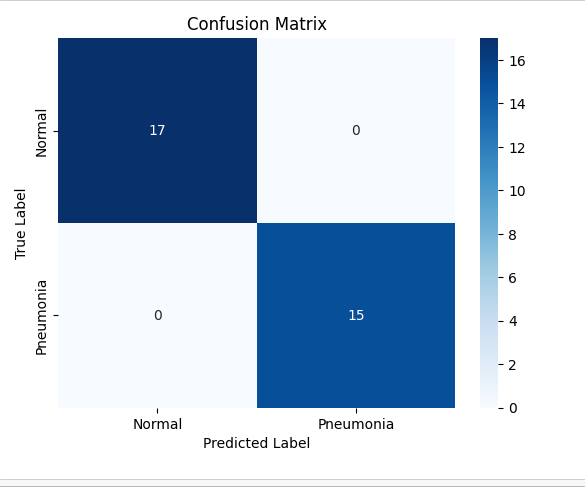 Confusion Matrix
Normal
17
0
True Label
Pneumonia
0
15
Normal
Pneumonia
Predicted Label
16
14
12
10
8
6
4
2
0